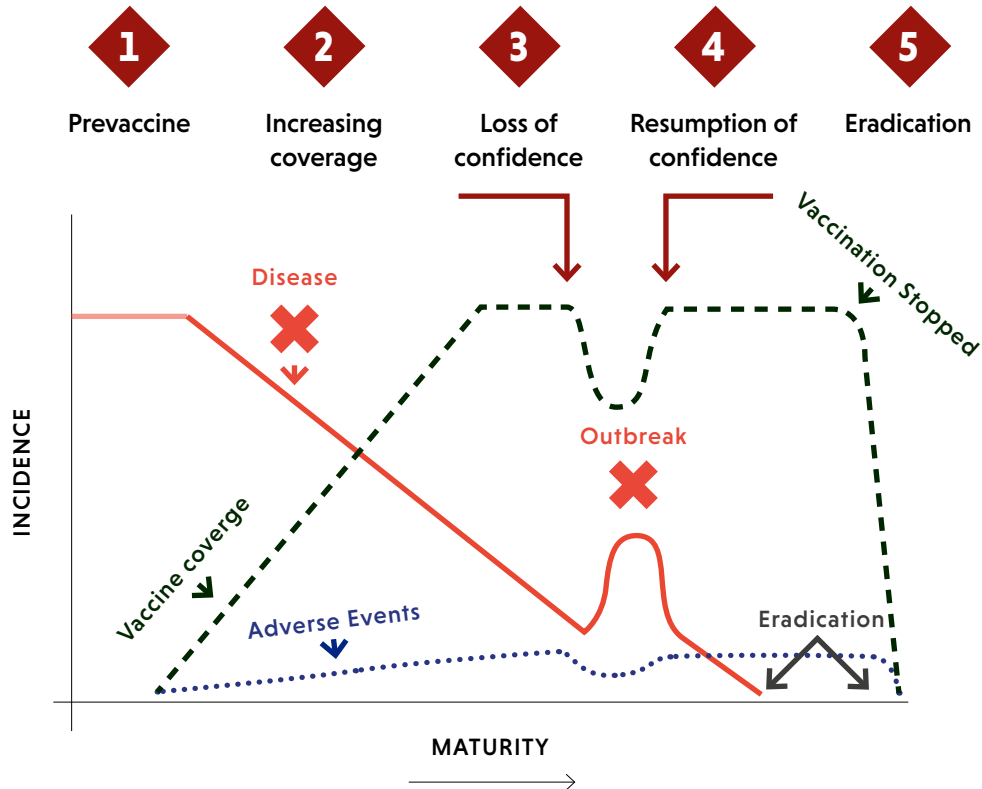 1
2
3
4
5
Prevaccine
Increasing
coverage
Loss of
confidence
Resumption of
confidence
Eradication
Vaccination Stopped
Disease
Outbreak
INCIDENCE
Vaccine coverge
Adverse Events
Eradication
MATURITY